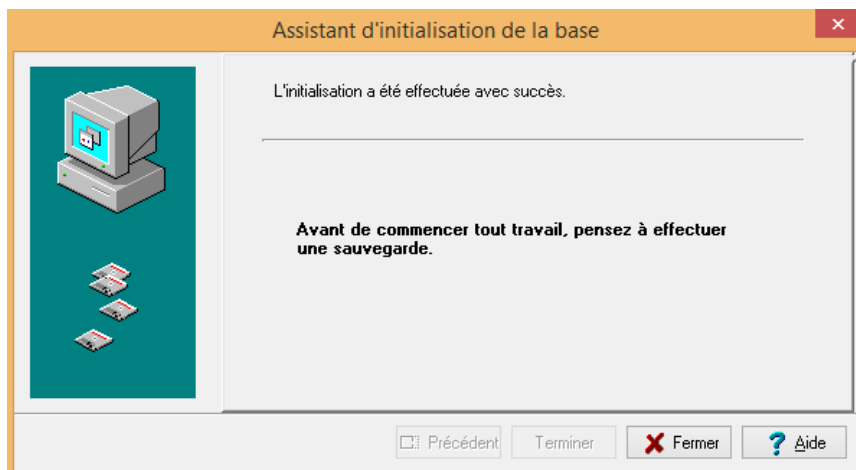 Assistant d'initialisation de la base
L'initialisation a été effectuée avec succès.
Avant de commencer tout travail, pensez à effectuer
une sauvegarde.
Précédent
Terminer
Fermer
Aide